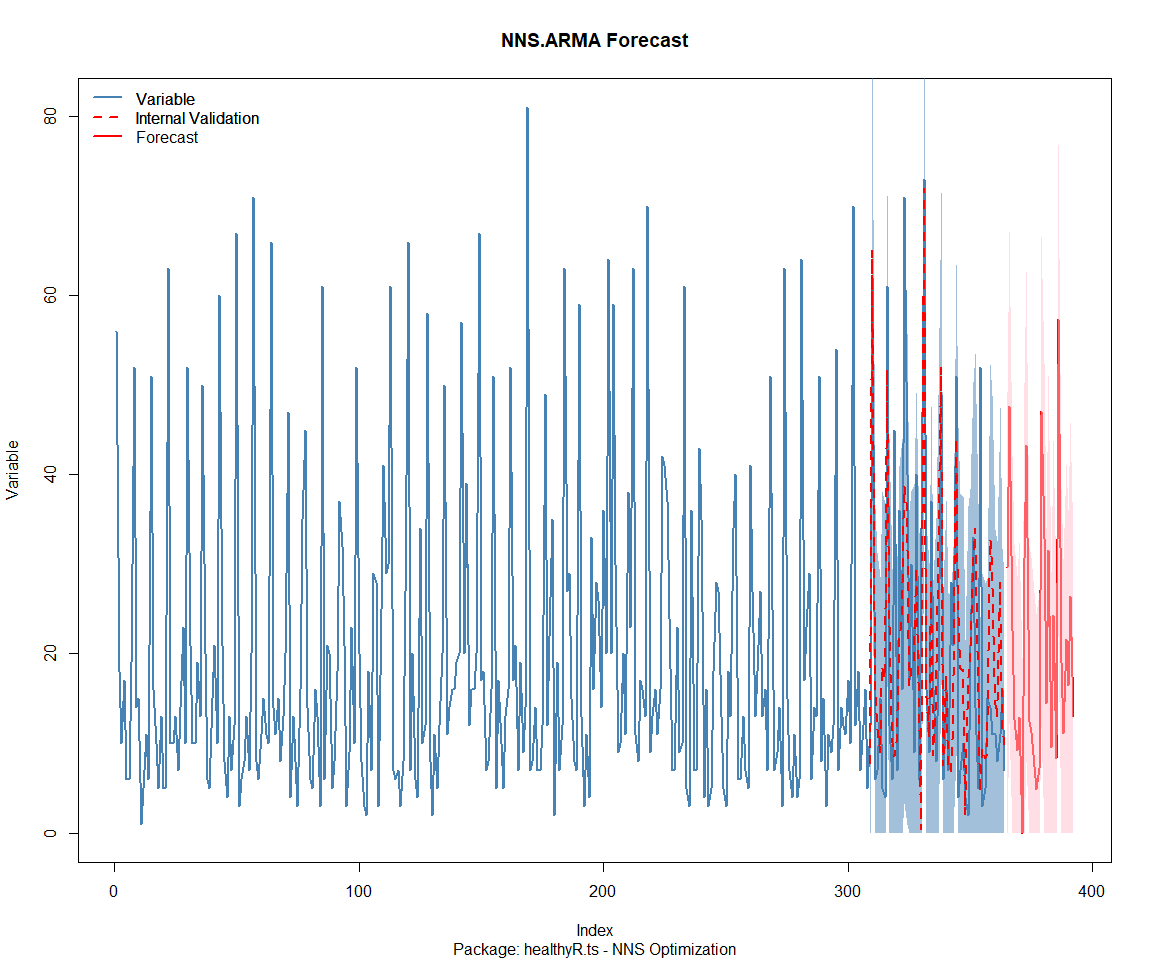 NNS.ARMA Forecast
Variable
Internal Validation
Forecast
Variable
80
60
40
20
0
0 100 200 300 400
Index
Package: healthyR.ts - NNS Optimization